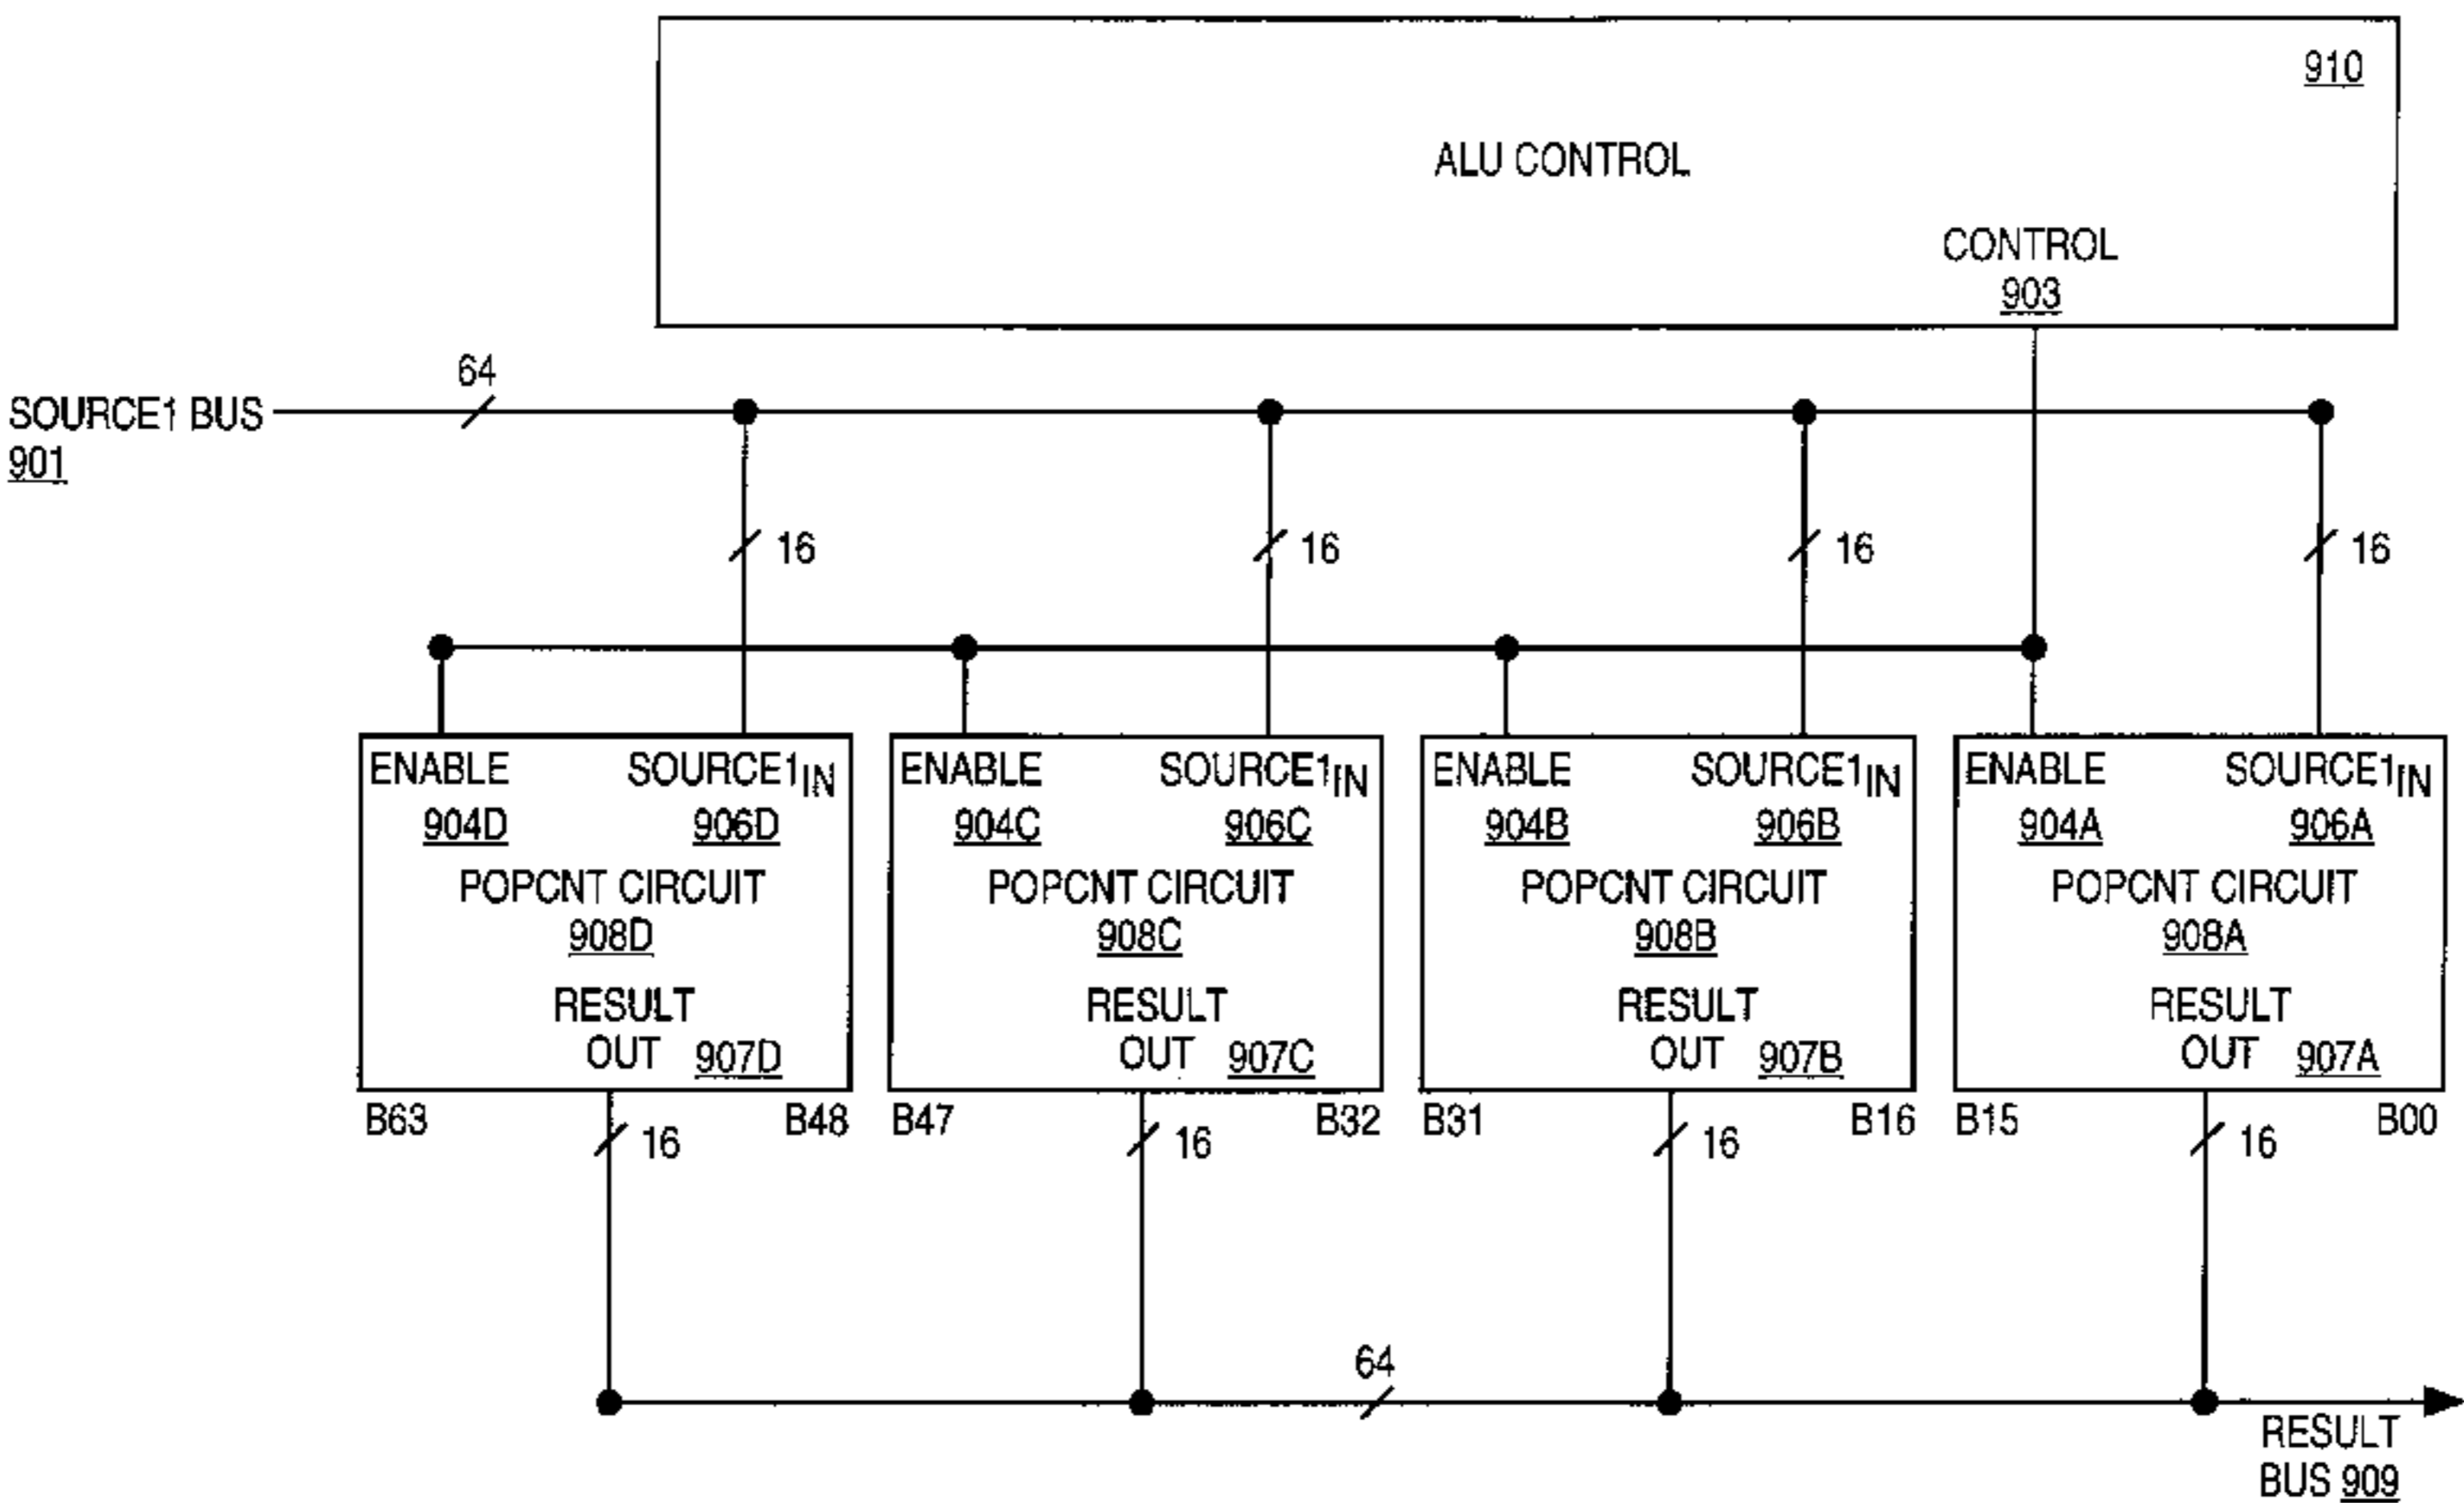 910
ALU CONTROL
CONTROL
903
64
SOURCE1 BUS
901
16 16 16 16
ENABLE SOURCE1IN ENABLE SOURCE1IN ENABLE SOURCE1IN ENABLE SOURCE1IN
904D 906D 904C 906C 904B 906B 904A 906A
POPCNT CIRCUIT POPCNT CIRCUIT POPCNT CIRCUIT POPCNT CIRCUIT
908D 908C 908B 908A
RESULT RESULT RESULT RESULT
OUT 907D OUT 907C OUT 907B OUT 907A
B63 B48 B47 B32 B31 B16 B15 B00
16 16 16 16
64
RESULT
BUS 909